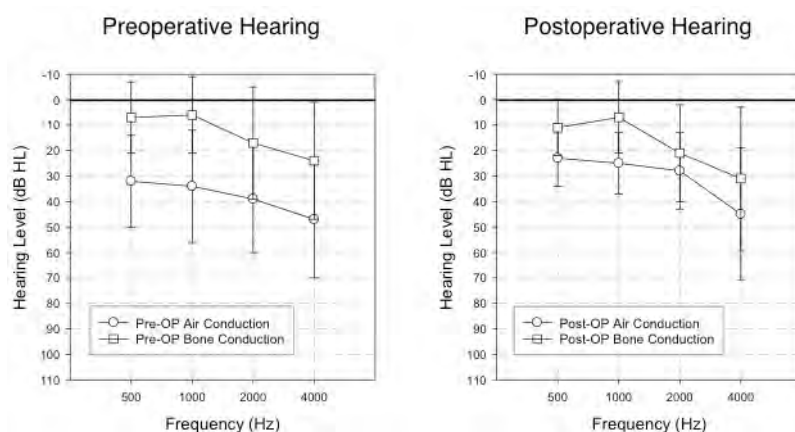 Preoperative Hearing
-10
0
10
20
30
40
50
60
70
80
90
100
110
Hearing Level (dB HL)
Pre-OP Air Conduction
Pre-OP Bone Conduction
500 1000 2000 4000
Frequency (Hz)
Postoperative Hearing
-10
0
10
20
30
40
50
60
70
80
90
100
110
Hearing Level (dB HL)
Post-OP Air Conduction
Post-OP Bone Conduction
500 1000 2000 4000
Frequency (Hz)